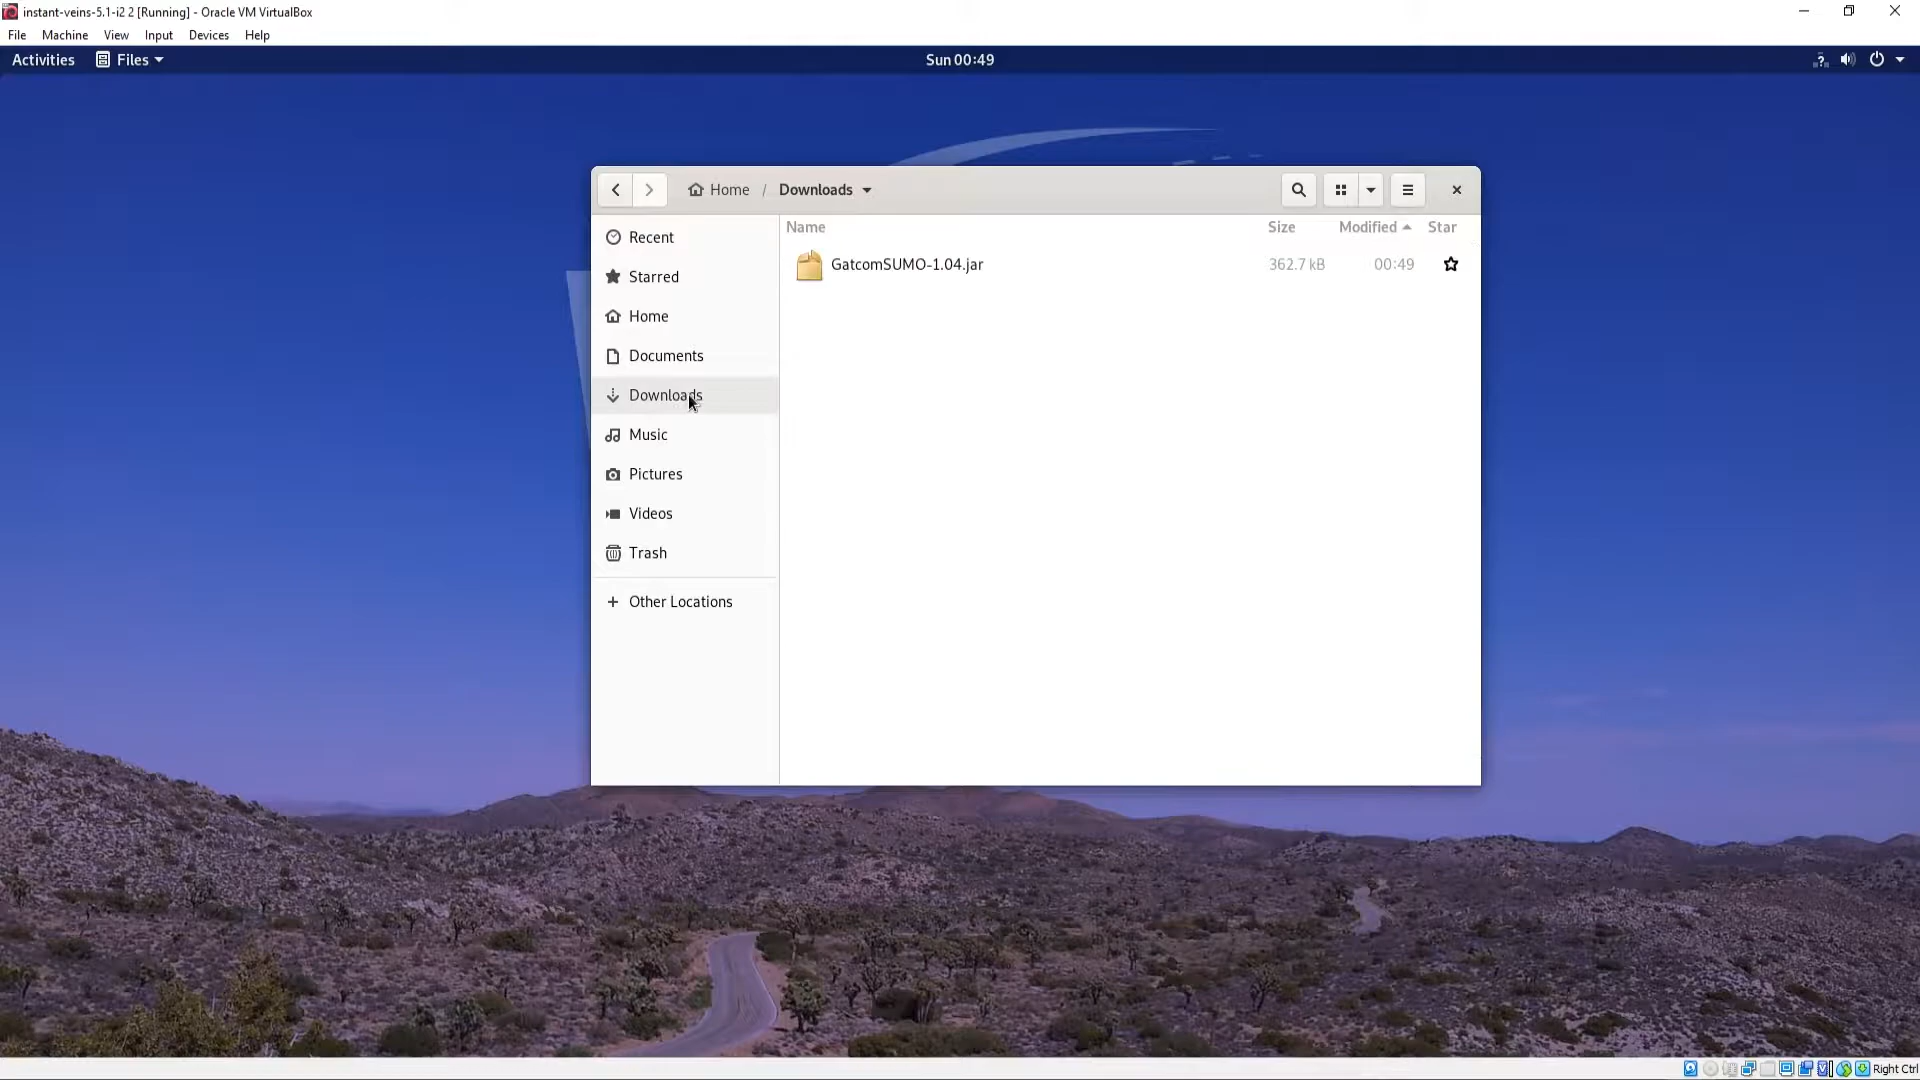 instant-veins-5.1-i2 2 [Running] - Oracle VM VirtualBox
File Machine View Input Devices Help
Activities Files Sun 00:49
Home / Downloads
Name Size Modified Star
GatcomSUMO-1.04.jar 362.7 kB 00:49
Recent
Starred
Home
Documents
Downloads
Music
Pictures
Videos
Trash
+ Other Locations
Right Ctrl